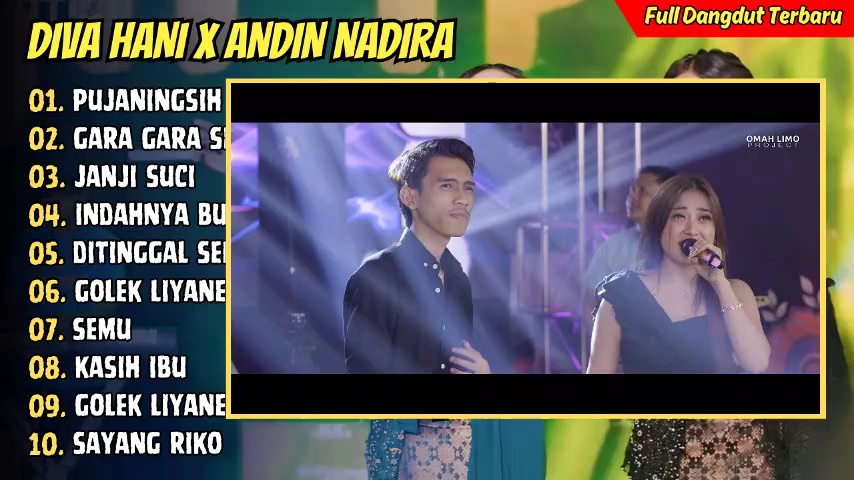 Full Dangdut Terbaru
DIVA HANI X ANDIN NADIRA
01. PUJANINGSIH
02. GARA GARA
03. JANJI SUCI
04. INDAHNYA
05. DITINGGAL
06. GOLEK LIYANE
07. SEMU
08. KASIH IBU
09. GOLEK LIYANE
10. SAYANG RIKO
OMAH LIMO
PROJECT